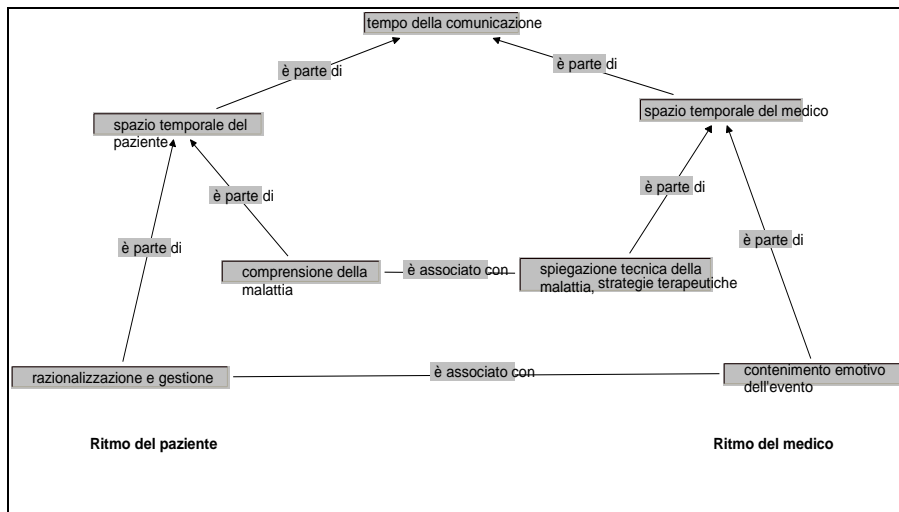 tempo della comunicazione
è parte di
è parte di
spazio temporale del
paziente
spazio temporale del medico
è parte di
è parte di
è parte di
è parte di
comprensione della
malattia
è associato con
spiegazione tecnica della
malattia, strategie terapeutiche
razionalizzazione e gestione
è associato con
contenimento emotivo
dell'evento
Ritmo del paziente
Ritmo del medico